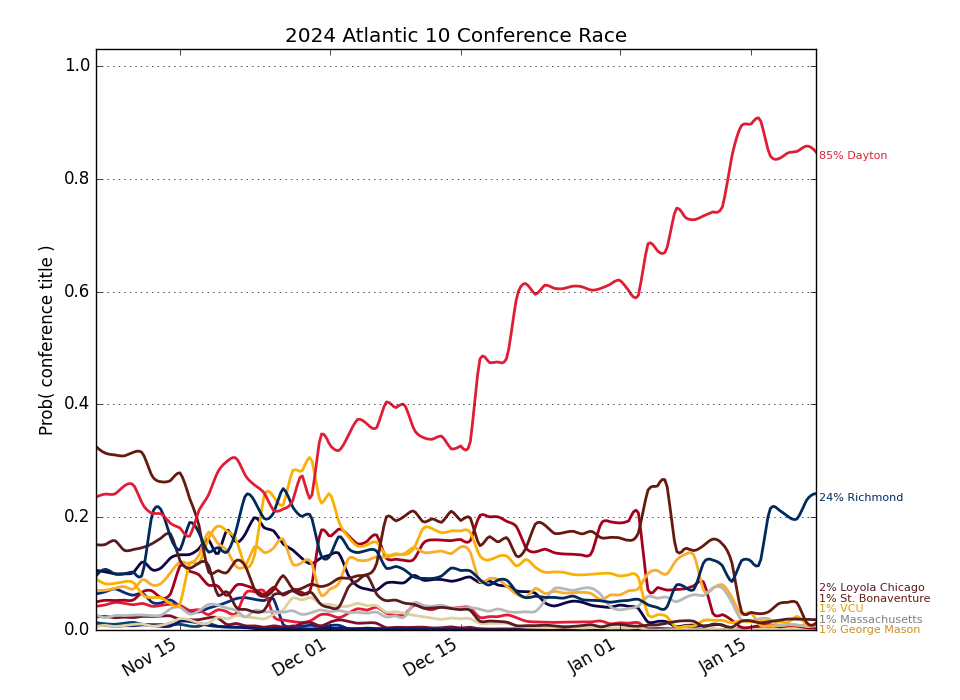 2024 Atlantic 10 Conference Race
Prob( conference title )
1.0
0.8
0.6
0.4
0.2
0.0
Nov 15
Dec 01
Dec 15
Jan 01
Jan 15
85% Dayton
24% Richmond
2% Loyola Chicago
1% St. Bonaventure
1% VCU
1% Massachusetts
1% George Mason